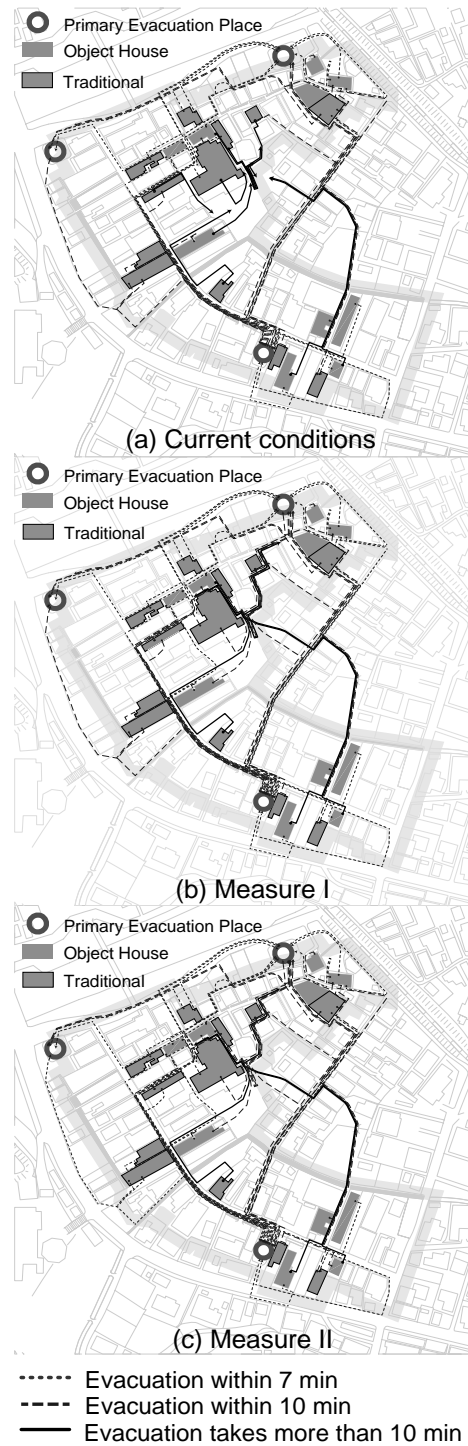 Primary Evacuation Place
Object House
Traditional
(a) Current conditions
Primary Evacuation Place
Object House
Traditional
(b) Measure I
Primary Evacuation Place
Object House
Traditional
(c) Measure II
Evacuation within 7 min
Evacuation within 10 min
Evacuation takes more than 10 min